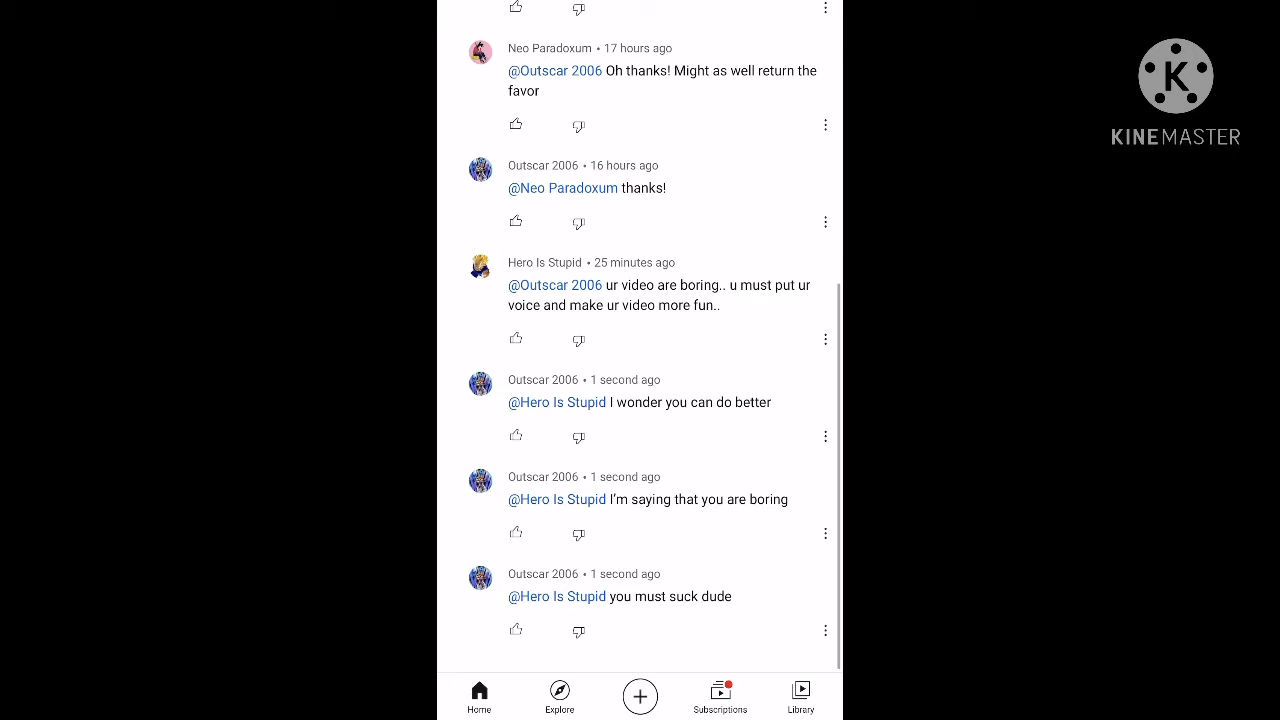 Neo Paradoxum • 17 hours ago
@Outscar 2006 Oh thanks! Might as well return the
favor
Outscar 2006 • 16 hours ago
@Neo Paradoxum thanks!
Hero Is Stupid • 25 minutes ago
@Outscar 2006 ur video are boring.. u must put ur
voice and make ur video more fun..
Outscar 2006 • 1 second ago
@Hero Is Stupid I wonder you can do better
Outscar 2006 • 1 second ago
@Hero Is Stupid I'm saying that you are boring
Outscar 2006 • 1 second ago
@Hero Is Stupid you must suck dude
Home
Explore
Subscriptions
Library
K
KINEMASTER